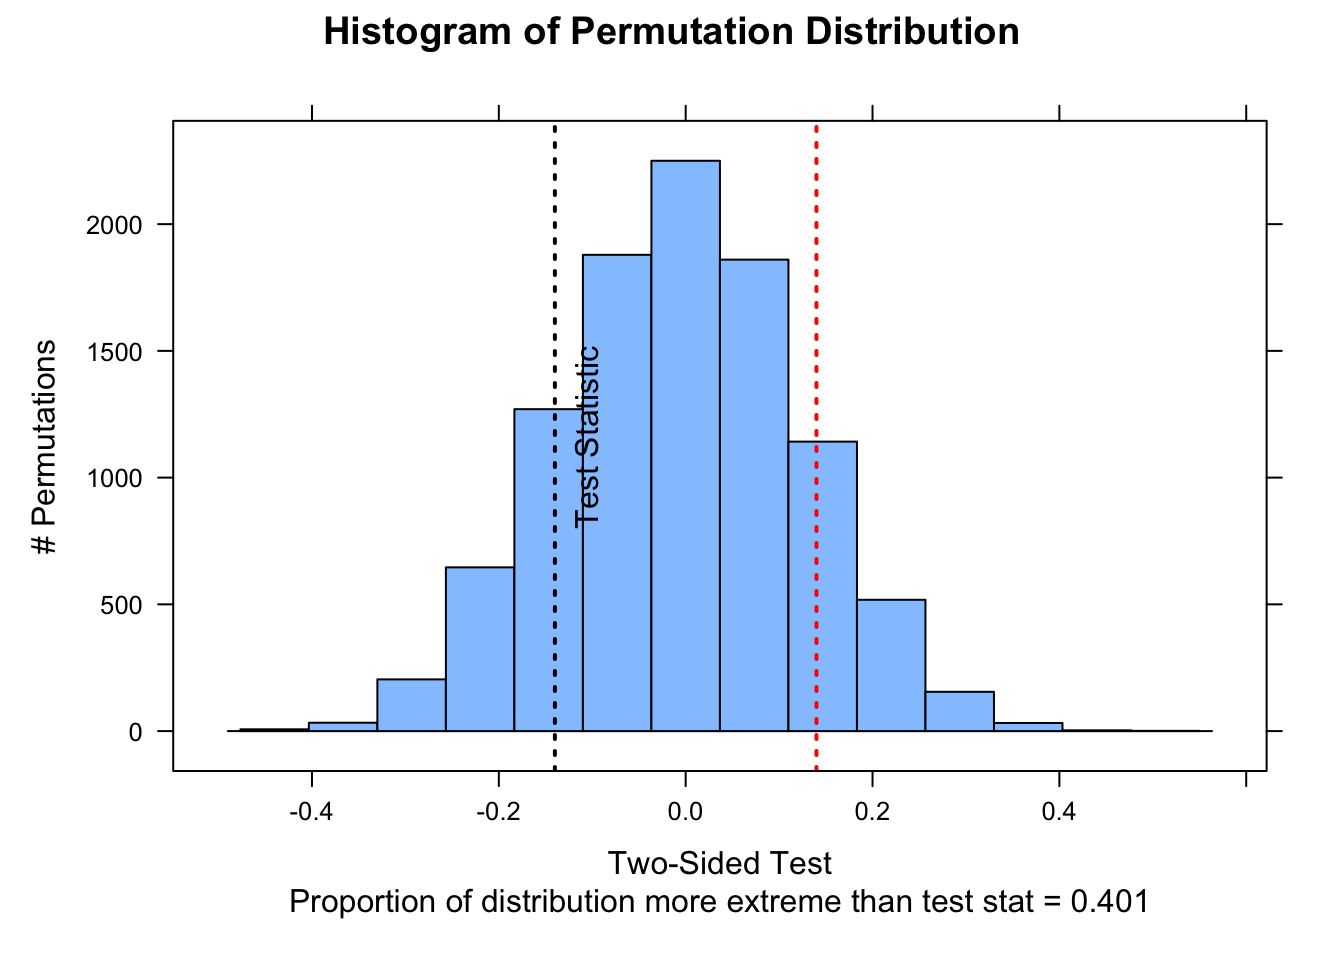 Histogram of Permutation Distribution
# Permutations
2000
1500
1000
500
0
Test Statistic
-0.4
-0.2
0.0
0.2
0.4
Two-Sided Test
Proportion of distribution more extreme than test stat = 0.401